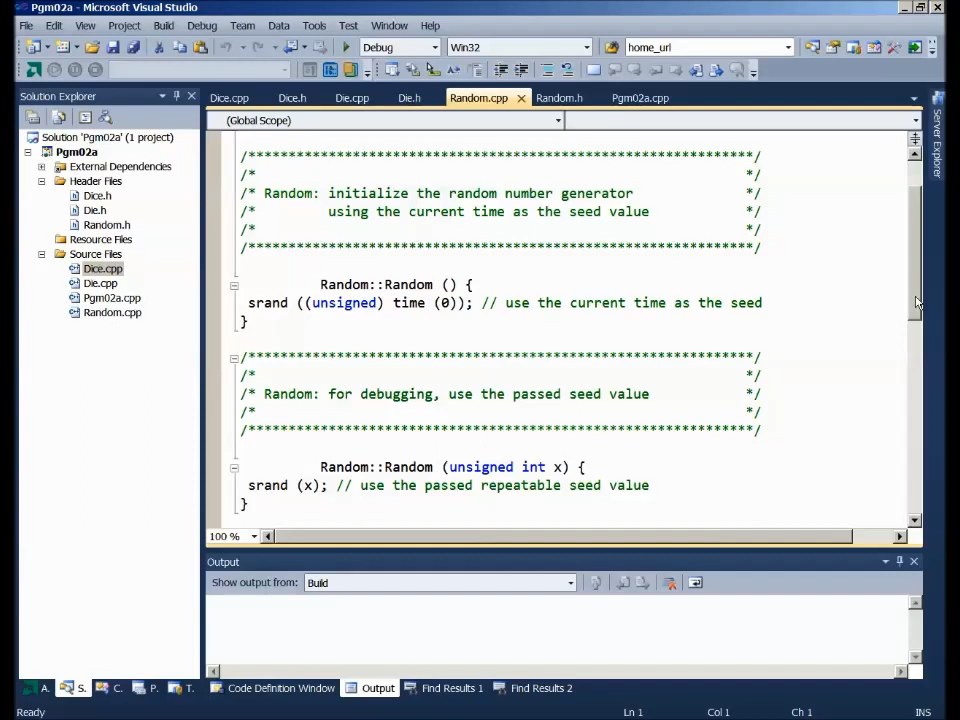 Pgm02a - Microsoft Visual Studio
File Edit View Project Build Debug Team Data Tools Test Window Help
Debug Win32 home_url
Solution Explorer
Dice.cpp Dice.h Die.cpp Die.h Random.cpp Random.h Pgm02a.cpp
(Global Scope)
Solution 'Pgm02a' (1 project)
Pgm02a
External Dependencies
Header Files
Dice.h
Die.h
Random.h
Resource Files
Source Files
Dice.cpp
Die.cpp
Pgm02a.cpp
Random.cpp
/***************************************************************/
/* */
/* Random: initialize the random number generator */
/* using the current time as the seed value */
/* */
/***************************************************************/
Random::Random () {
srand ((unsigned) time (0)); // use the current time as the seed
}
/***************************************************************/
/* */
/* Random: for debugging, use the passed seed value */
/* */
/***************************************************************/
Random::Random (unsigned int x) {
srand (x); // use the passed repeatable seed value
}
100 %
Server Explorer
Output
Show output from: Build
A. S. C. P. T. Code Definition Window Output Find Results 1 Find Results 2
Ready Ln 1 Col 1 Ch 1 INS